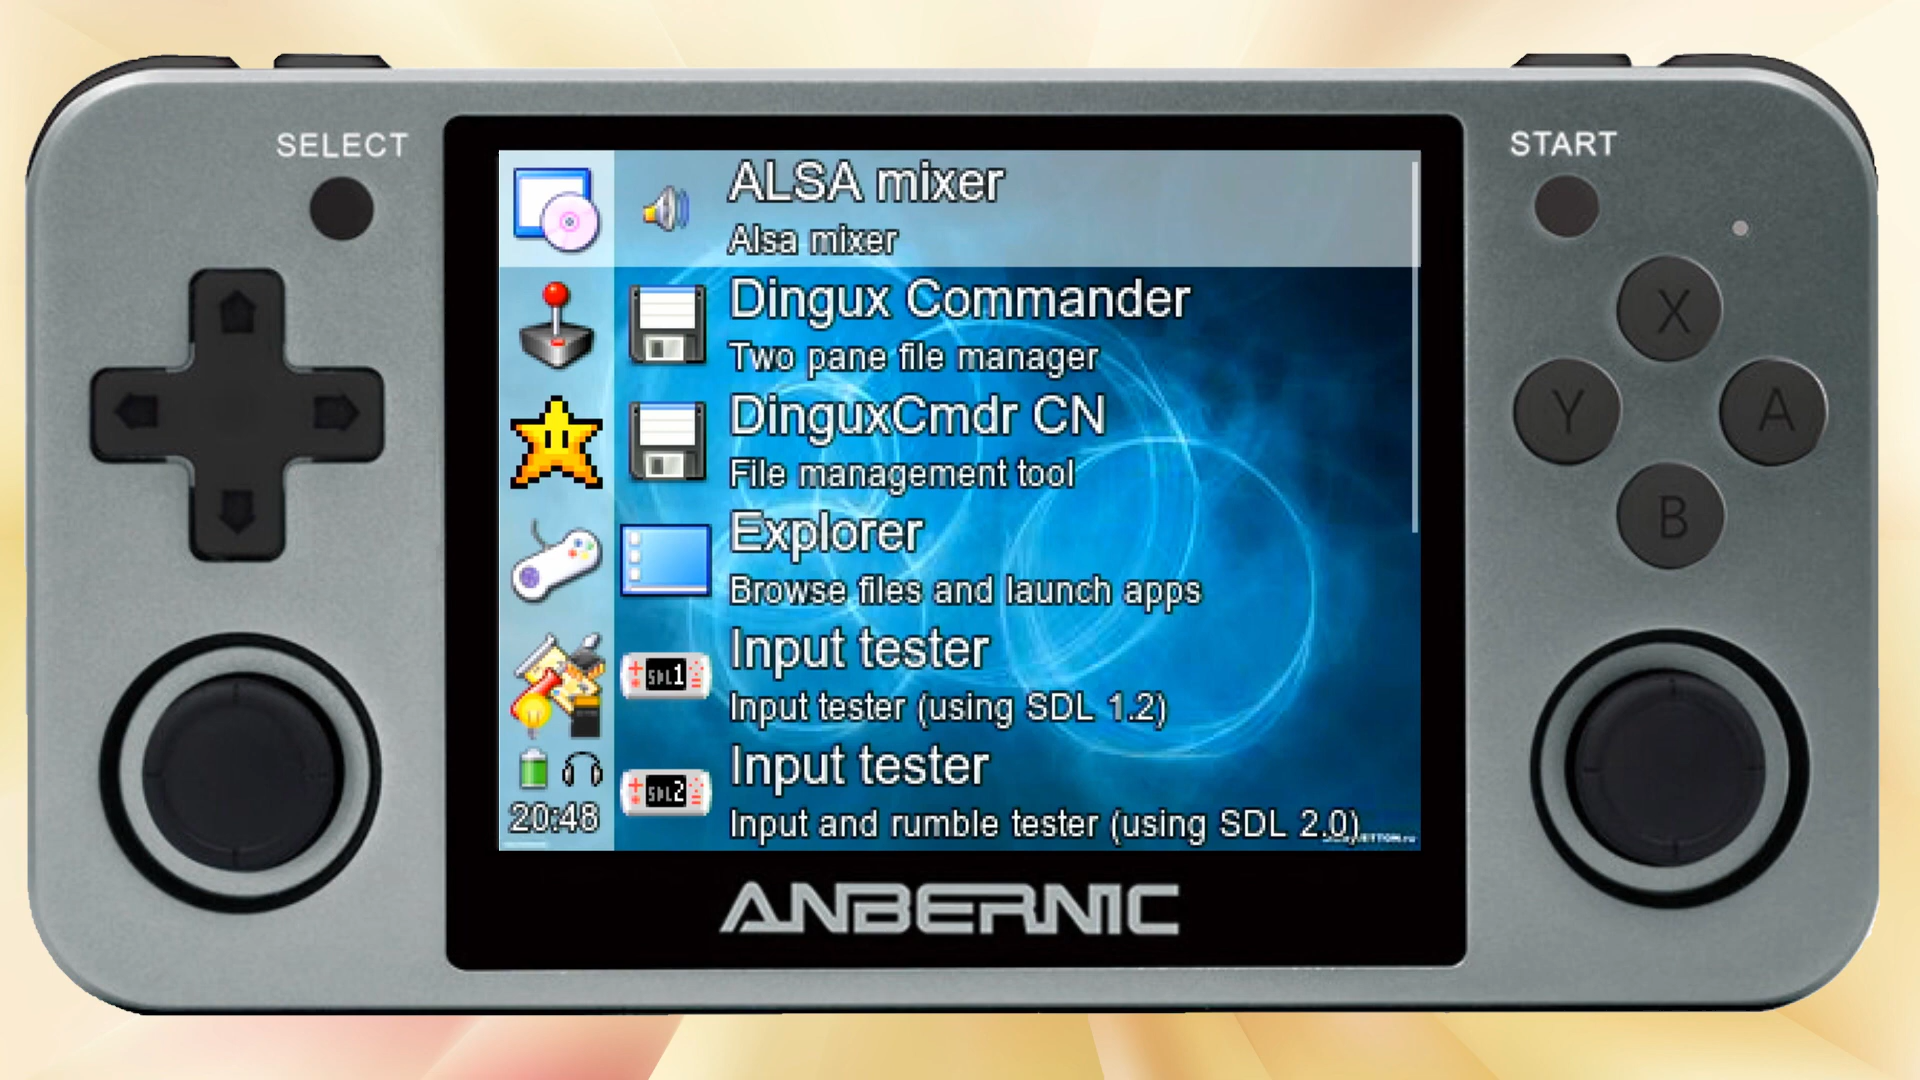 SELECT
START
ALSA mixer
Alsa mixer
Dingux Commander
Two pane file manager
DinguxCmdr CN
File management tool
Explorer
Browse files and launch apps
Input tester
SDL1
Input tester (using SDL 1.2)
Input tester
SDL2
Input and rumble tester (using SDL 2.0)
20:48
X
Y
A
B
ANBERNIC